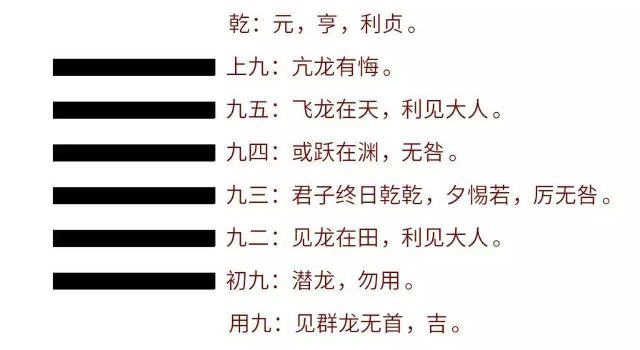 乾：元，亨，利贞。
上九：亢龙有悔。
九五：飞龙在天，利见大人。
九四：或跃在渊，无咎。
九三：君子终日乾乾，夕惕若，厉无咎。
九二：见龙在田，利见大人。
初九：潜龙，勿用。
用九：见群龙无首，吉。